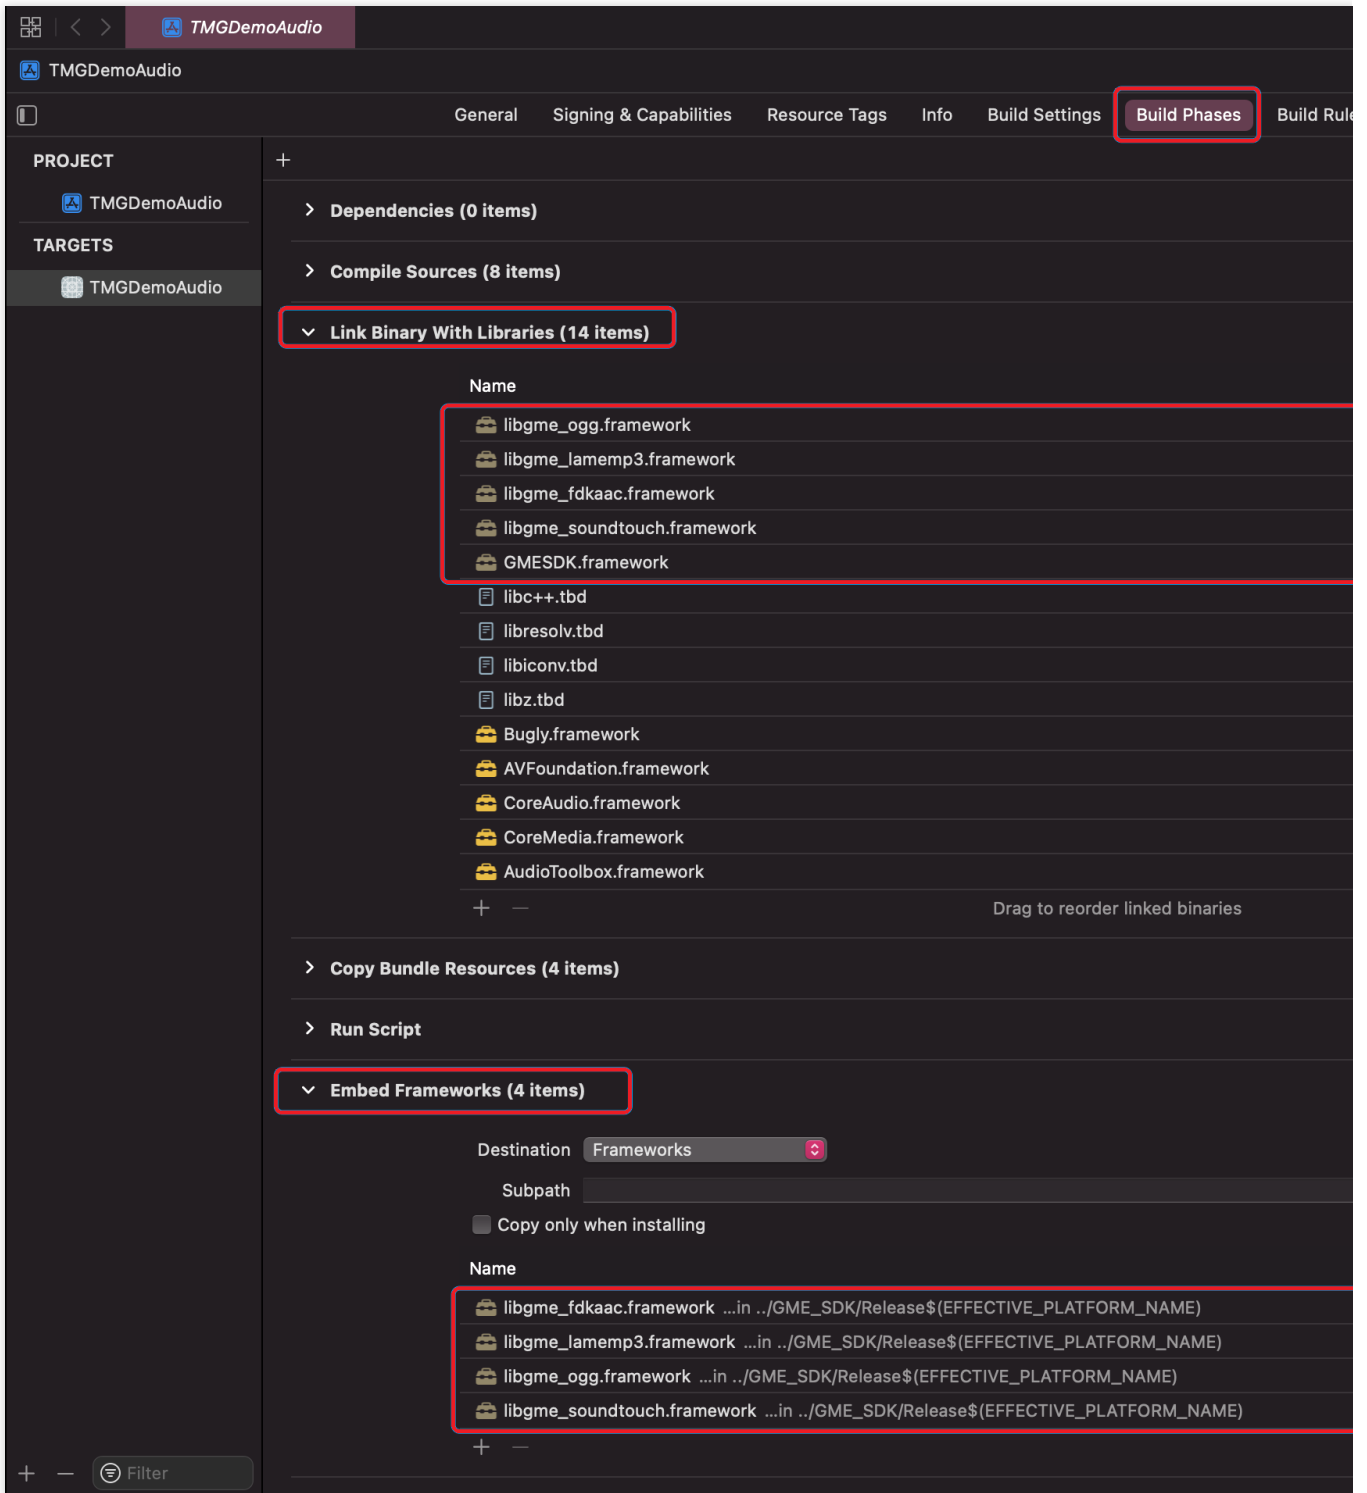 TMGDemoAudio
TMGDemoAudio
General Signing & Capabilities Resource Tags Info Build Settings Build Phases Build Rule
PROJECT
TMGDemoAudio
TARGETS
TMGDemoAudio
Dependencies (0 items)
Compile Sources (8 items)
Link Binary With Libraries (14 items)
Name
libgme_ogg.framework
libgme_lamemp3.framework
libgme_fdkaac.framework
libgme_soundtouch.framework
GMESDK.framework
libc++.tbd
libresolv.tbd
libiconv.tbd
libz.tbd
Bugly.framework
AVFoundation.framework
CoreAudio.framework
CoreMedia.framework
AudioToolbox.framework
Drag to reorder linked binaries
Copy Bundle Resources (4 items)
Run Script
Embed Frameworks (4 items)
Destination Frameworks
Subpath
Copy only when installing
Name
libgme_fdkaac.framework ...in ../GME_SDK/Release$(EFFECTIVE_PLATFORM_NAME)
libgme_lamemp3.framework ...in ../GME_SDK/Release$(EFFECTIVE_PLATFORM_NAME)
libgme_ogg.framework ...in ../GME_SDK/Release$(EFFECTIVE_PLATFORM_NAME)
libgme_soundtouch.framework ...in ../GME_SDK/Release$(EFFECTIVE_PLATFORM_NAME)
Filter